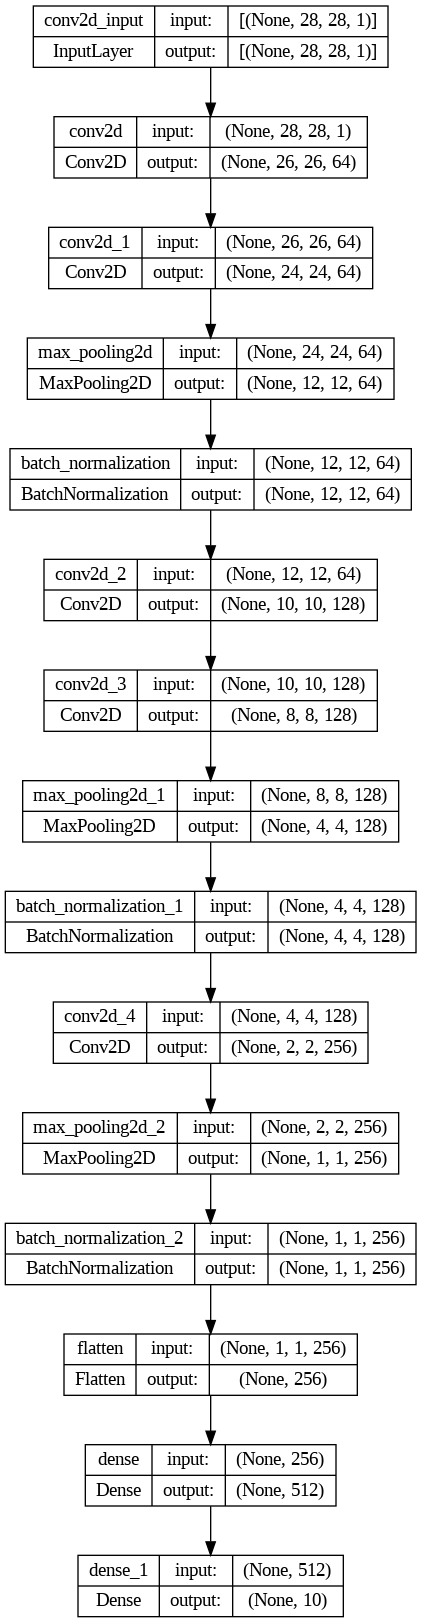 conv2d_input input: [(None, 28, 28, 1)]
InputLayer output: [(None, 28, 28, 1)]
conv2d input: (None, 28, 28, 1)
Conv2D output: (None, 26, 26, 64)
conv2d_1 input: (None, 26, 26, 64)
Conv2D output: (None, 24, 24, 64)
max_pooling2d input: (None, 24, 24, 64)
MaxPooling2D output: (None, 12, 12, 64)
batch_normalization input: (None, 12, 12, 64)
BatchNormalization output: (None, 12, 12, 64)
conv2d_2 input: (None, 12, 12, 64)
Conv2D output: (None, 10, 10, 128)
conv2d_3 input: (None, 10, 10, 128)
Conv2D output: (None, 8, 8, 128)
max_pooling2d_1 input: (None, 8, 8, 128)
MaxPooling2D output: (None, 4, 4, 128)
batch_normalization_1 input: (None, 4, 4, 128)
BatchNormalization output: (None, 4, 4, 128)
conv2d_4 input: (None, 4, 4, 128)
Conv2D output: (None, 2, 2, 256)
max_pooling2d_2 input: (None, 2, 2, 256)
MaxPooling2D output: (None, 1, 1, 256)
batch_normalization_2 input: (None, 1, 1, 256)
BatchNormalization output: (None, 1, 1, 256)
flatten input: (None, 1, 1, 256)
Flatten output: (None, 256)
dense input: (None, 256)
Dense output: (None, 512)
dense_1 input: (None, 512)
Dense output: (None, 10)